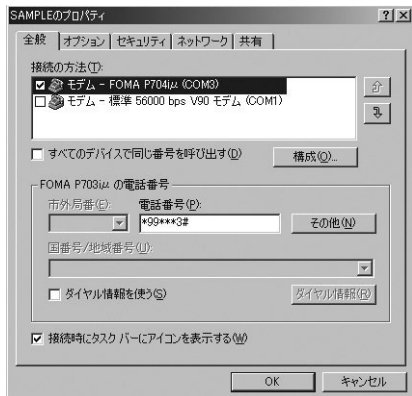 SAMPLEのプロパティ
全般 オプション セキュリティ ネットワーク 共有
接続の方法(T):
モデム - FOMA P704iμ (COM3)
モデム - 標準 56000 bps V90 モデム (COM1)
すべてのデバイスで同じ番号を呼び出す(D) 構成(O)...
FOMA P703iμ の電話番号
市外局番(E): 電話番号(P):
*99***3# その他(N)
国番号/地域番号(U):
ダイヤル情報を使う(S) ダイヤル情報(R)
接続時にタスク バーにアイコンを表示する(W)
OK キャンセル